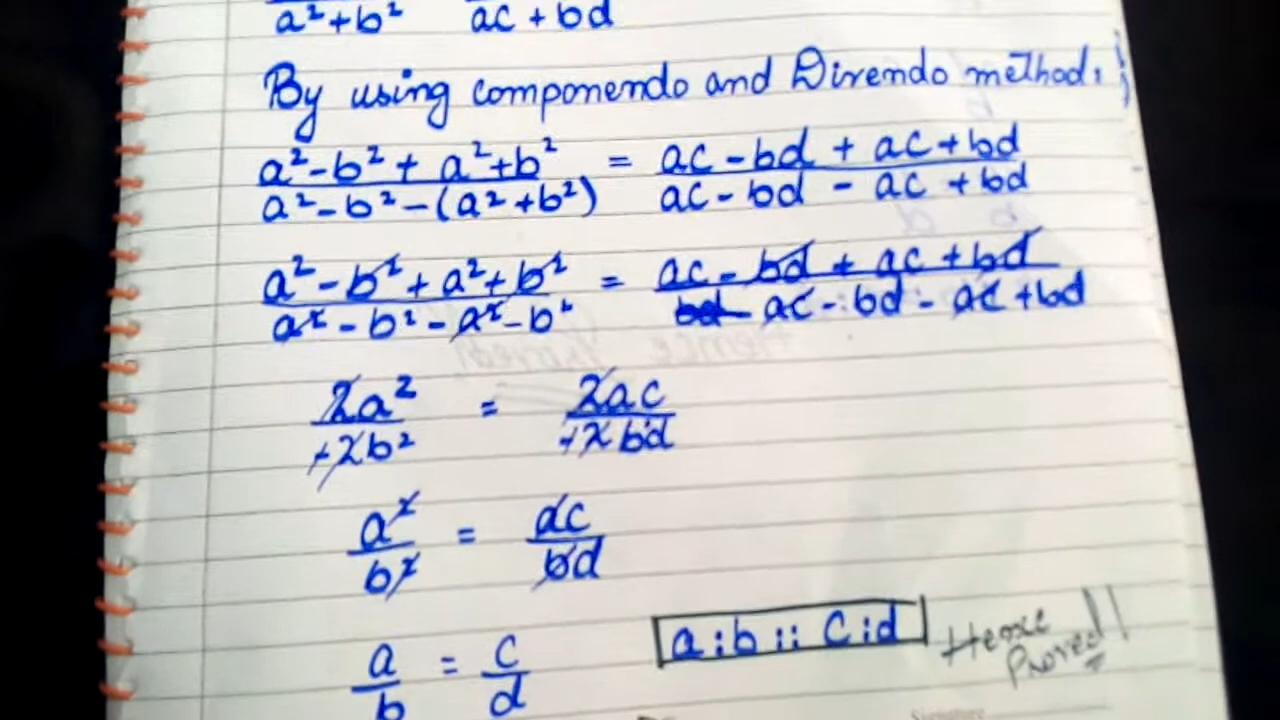 a²+b² ac + bd
By using componendo and Divendo method,
a²-b² + a²+b² = ac - bd + ac + bd
a² - b² - (a² + b²) ac - bd - ac + bd
a² - b² + a² + b² = ac - bd + ac + bd
a² - b² - a² - b² bd ac - bd - ac + bd
2a² = 2ac
+2b² +2bd
a² = ac
b² bd
a = c a : b :: c : d Hence
b d Proved